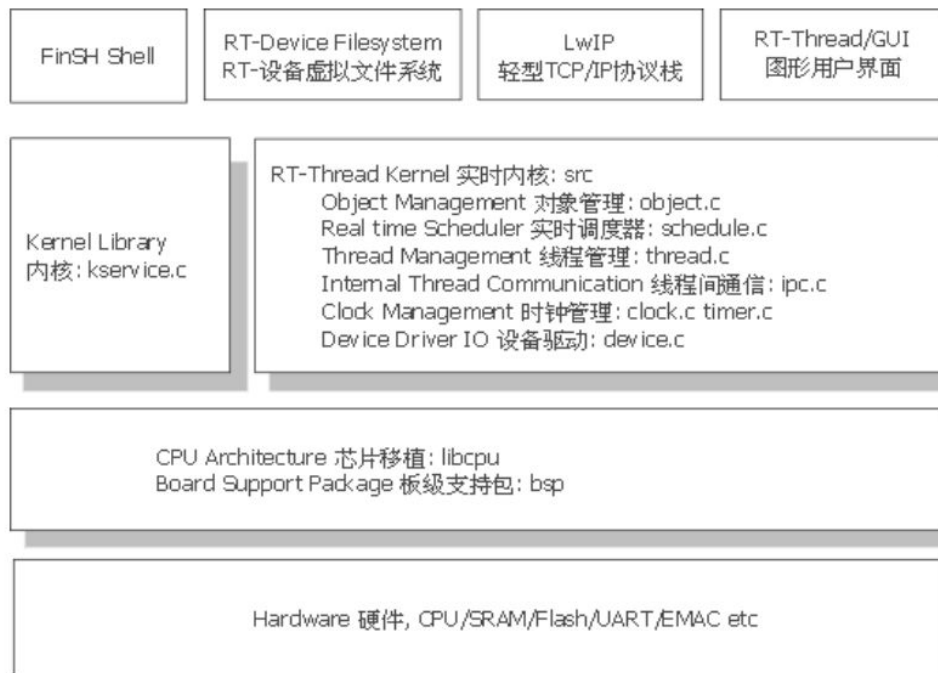 FinSH Shell
RT-Device Filesystem
RT-设备虚拟文件系统
LwIP
轻型TCP/IP协议栈
RT-Thread/GUI
图形用户界面
Kernel Library
内核: kservice.c
RT-Thread Kernel 实时内核: src
Object Management 对象管理: object.c
Real time Scheduler 实时调度器: schedule.c
Thread Management 线程管理: thread.c
Internal Thread Communication 线程间通信: ipc.c
Clock Management 时钟管理: clock.c timer.c
Device Driver IO 设备驱动: device.c
CPU Architecture 芯片移植: libcpu
Board Support Package 板级支持包: bsp
Hardware 硬件, CPU/SRAM/Flash/UART/EMAC etc